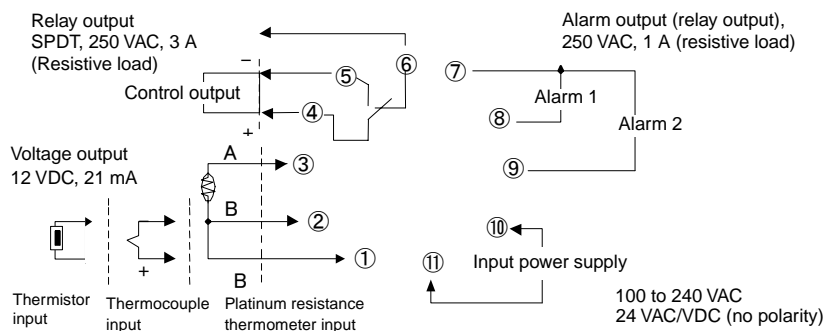 Relay output
SPDT, 250 VAC, 3 A
(Resistive load)
Alarm output (relay output),
250 VAC, 1 A (resistive load)
−
⑤
⑥
⑦
Control output
④
Alarm 1
⑧
Alarm 2
+
Voltage output
12 VDC, 21 mA
A
③
⑨
B
②
⑩
−
+
①
⑪
Input power supply
B
Thermistor
input
Thermocouple
input
Platinum resistance
thermometer input
100 to 240 VAC
24 VAC/VDC (no polarity)